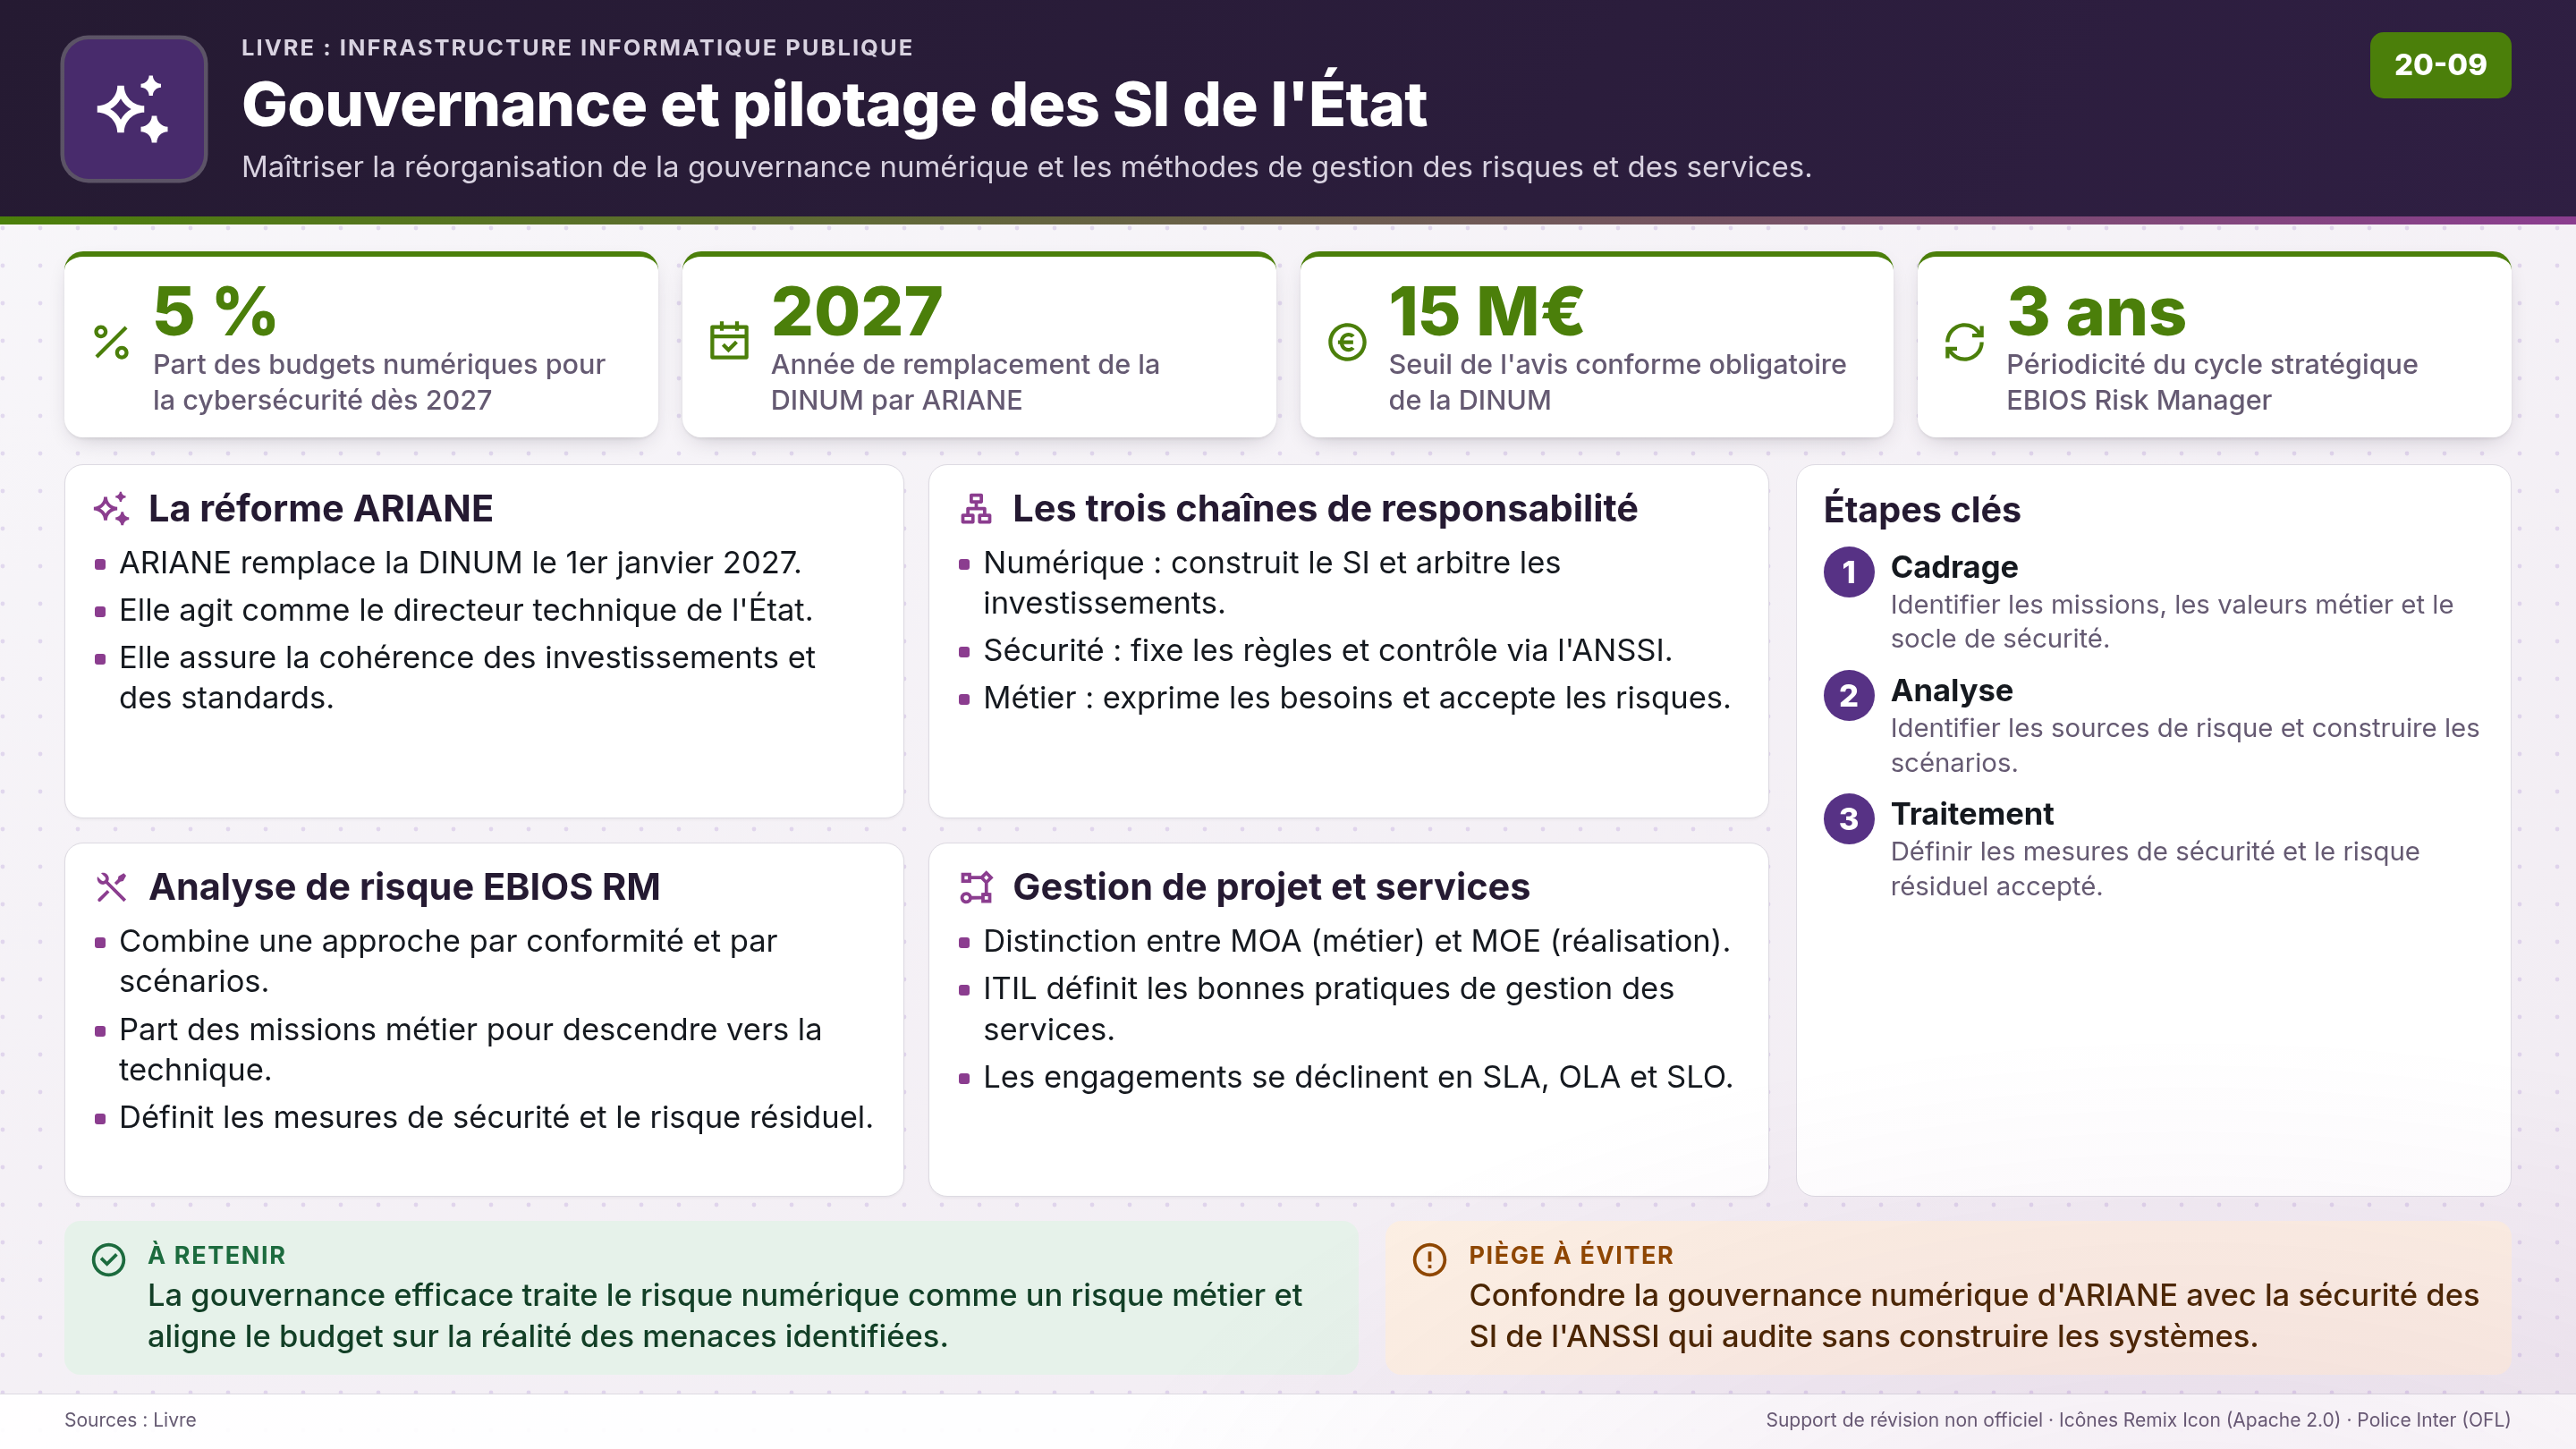 LIVRE : INFRASTRUCTURE INFORMATIQUE PUBLIQUE
Gouvernance et pilotage des SI de l'État
Maîtriser la réorganisation de la gouvernance numérique et les méthodes de gestion des risques et des services.
20-09
5 %
Part des budgets numériques pour
la cybersécurité dès 2027
2027
Année de remplacement de la
DINUM par ARIANE
15 M€
Seuil de l'avis conforme obligatoire
de la DINUM
3 ans
Périodicité du cycle stratégique
EBIOS Risk Manager
La réforme ARIANE
ARIANE remplace la DINUM le 1er janvier 2027.
Elle agit comme le directeur technique de l'État.
Elle assure la cohérence des investissements et
des standards.
Les trois chaînes de responsabilité
Numérique : construit le SI et arbitre les
investissements.
Sécurité : fixe les règles et contrôle via l'ANSSI.
Métier : exprime les besoins et accepte les risques.
Analyse de risque EBIOS RM
Combine une approche par conformité et par
scénarios.
Part des missions métier pour descendre vers la
technique.
Définit les mesures de sécurité et le risque résiduel.
Gestion de projet et services
Distinction entre MOA (métier) et MOE (réalisation).
ITIL définit les bonnes pratiques de gestion des
services.
Les engagements se déclinent en SLA, OLA et SLO.
Étapes clés
1 Cadrage
Identifier les missions, les valeurs métier et le
socle de sécurité.
2 Analyse
Identifier les sources de risque et construire les
scénarios.
3 Traitement
Définir les mesures de sécurité et le risque
résiduel accepté.
À RETENIR
La gouvernance efficace traite le risque numérique comme un risque métier et
aligne le budget sur la réalité des menaces identifiées.
PIÈGE À ÉVITER
Confondre la gouvernance numérique d'ARIANE avec la sécurité des
SI de l'ANSSI qui audite sans construire les systèmes.
Sources : Livre
Support de révision non officiel · Icônes Remix Icon (Apache 2.0) · Police Inter (OFL)